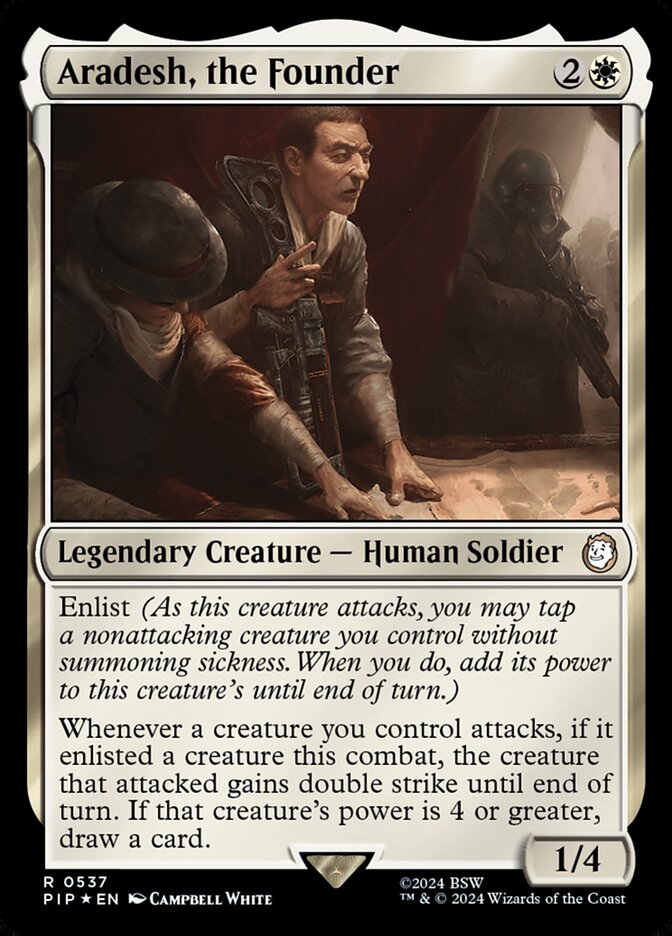 Aradesh, the Founder 2
Legendary Creature — Human Soldier
Enlist (As this creature attacks, you may tap
a nonattacking creature you control without
summoning sickness. When you do, add its power
to this creature's until end of turn.)
Whenever a creature you control attacks, if it
enlisted a creature this combat, the creature
that attacked gains double strike until end of
turn. If that creature's power is 4 or greater,
draw a card.
1/4
R 0537
PIP★EN Campbell White
©2024 BSW
™ & © 2024 Wizards of the Coast